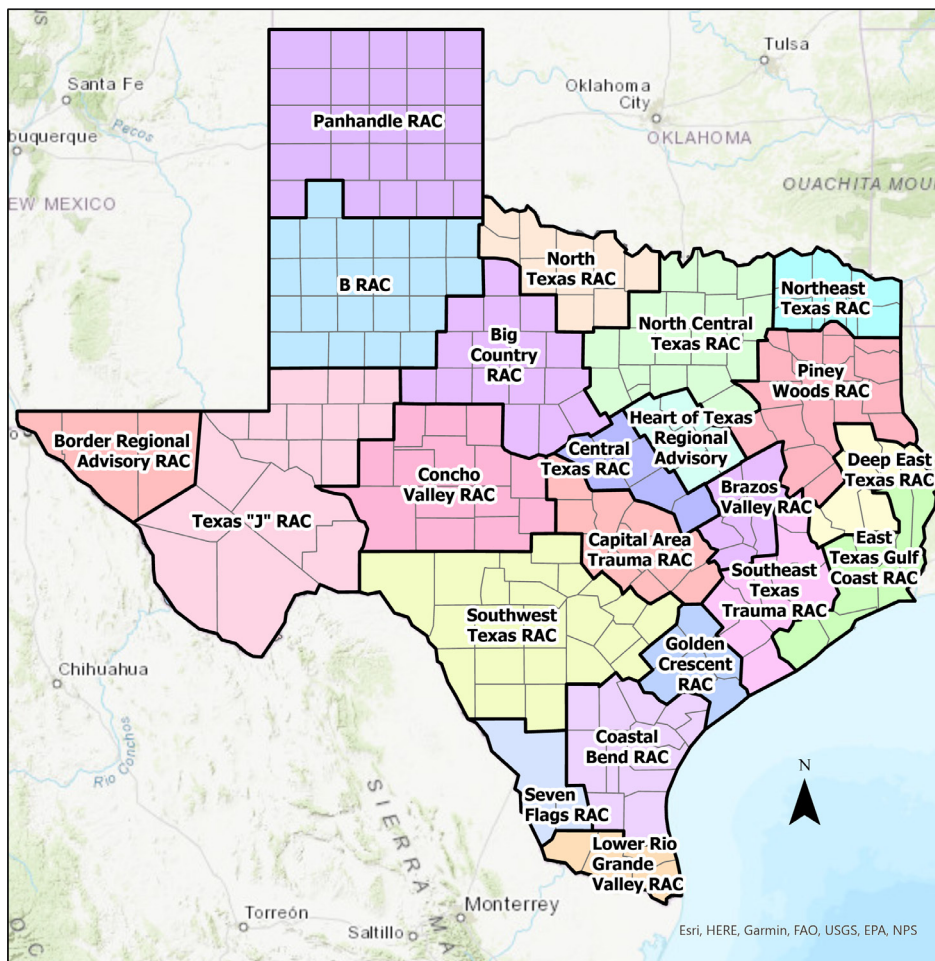 Santa Fe
Tulsa
Oklahoma
City
buquerque
Pecos
Panhandle RAC
OKLAHOMA
EW MEXICO
OUACHITA MOU
B RAC
North
Texas RAC
Northeast
Texas RAC
Big
Country
RAC
North Central
Texas RAC
Piney
Woods RAC
Border Regional
Advisory RAC
Heart of Texas
Regional
Advisory
Central
Texas RAC
Concho
Valley RAC
Deep East
Texas RAC
Brazos
Valley RAC
Texas "J" RAC
Capital Area
Trauma RAC
East
Texas Gulf
Coast RAC
Southeast
Texas
Trauma RAC
Southwest
Texas RAC
Golden
Crescent
RAC
Chihuahua
Rio Conchos
Coastal
Bend RAC
N
Seven
Flags RAC
SIERRA MA
Lower Rio
Grande
Valley RAC
Monterrey
Torreón
Saltillo
Esri, HERE, Garmin, FAO, USGS, EPA, NPS